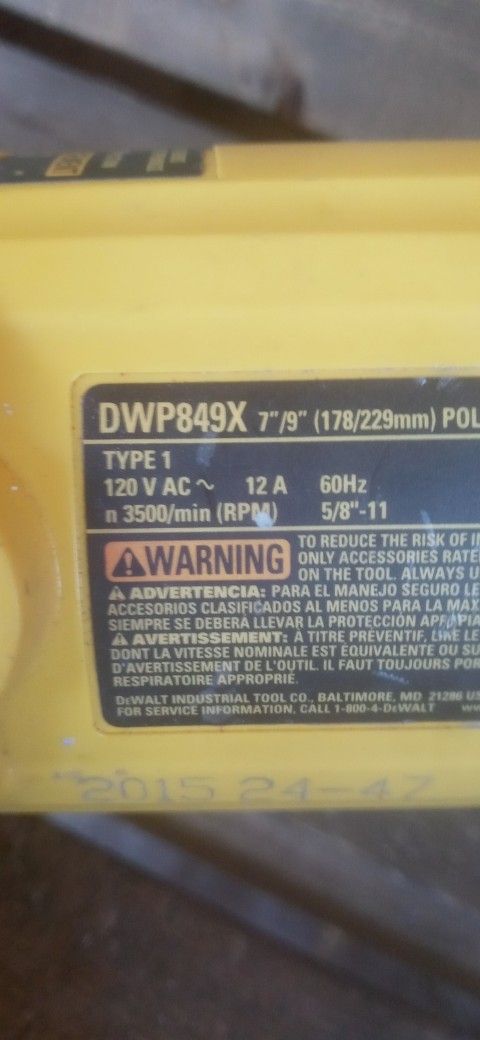 DWP849X 7"/9" (178/229mm) POL
TYPE 1
120 V AC ~ 12 A 60Hz
n 3500/min (RPM) 5/8"-11
⚠WARNING
TO REDUCE THE RISK OF IN
ONLY ACCESSORIES RATE
ON THE TOOL. ALWAYS U
⚠ ADVERTENCIA: PARA EL MANEJO SEGURO LE
ACCESORIOS CLASIFICADOS AL MENOS PARA LA MAX
SIEMPRE SE DEBERÁ LLEVAR LA PROTECCIÓN APROPIA
⚠ AVERTISSEMENT: À TITRE PRÉVENTIF, LIRE LE
DONT LA VITESSE NOMINALE EST ÉQUIVALENTE OU SU
D'AVERTISSEMENT DE L'OUTIL. IL FAUT TOUJOURS POR
RESPIRATOIRE APPROPRIÉ.
DEWALT INDUSTRIAL TOOL CO., BALTIMORE, MD 21286 US
FOR SERVICE INFORMATION, CALL 1-800-4-DEWALT ww
2015 24-47